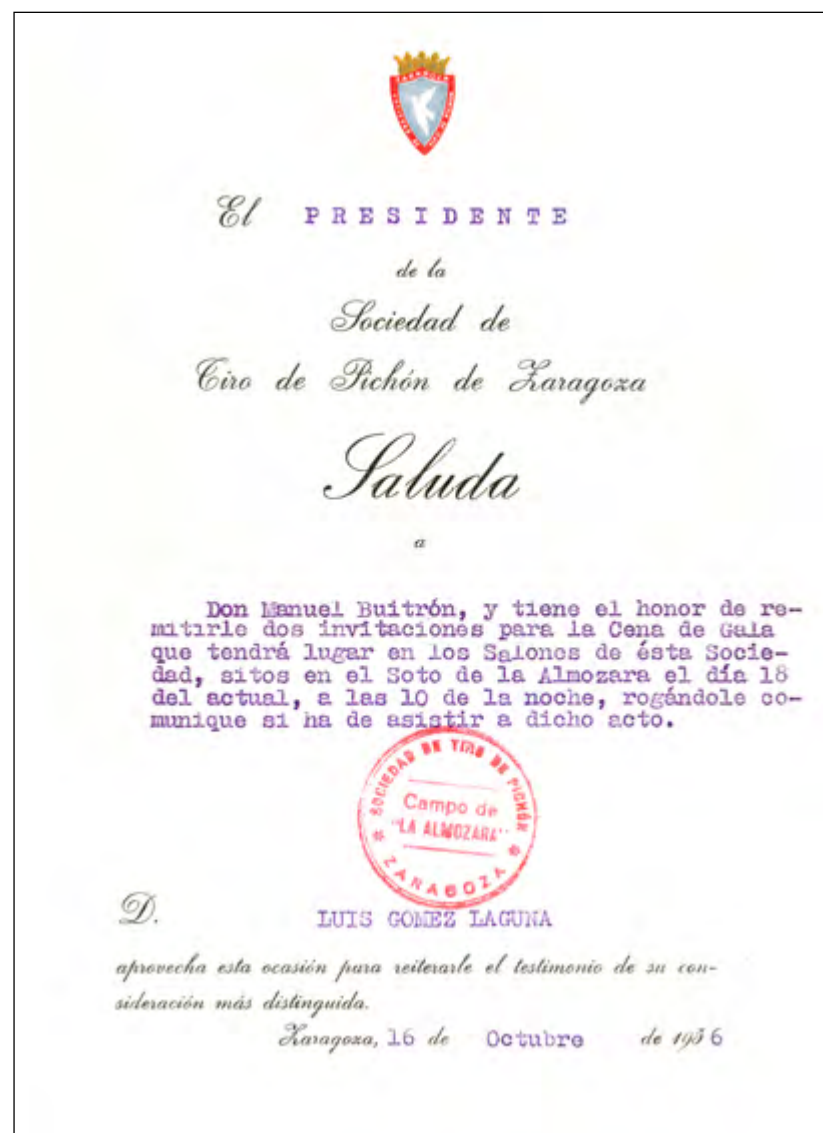 ZARAGOZA
El PRESIDENTE
de la
Sociedad de
Tiro de Pichón de Zaragoza
Saluda
a
Don Manuel Buitrón, y tiene el honor de re-
mitirle dos invitaciones para la Cena de Gala
que tendrá lugar en los Salones de ésta Socie-
dad, sitos en el Soto de la Almozara el día 18
del actual, a las 10 de la noche, rogándole co-
munique si ha de asistir a dicho acto.
SOCIEDAD DE TIRO DE PICHÓN
Campo de
"LA ALMOZARA"
ZARAGOZA
D. LUIS GOMEZ LAGUNA
aprovecha esta ocasión para reiterarle el testimonio de su con-
sideración más distinguida.
Zaragoza, 16 de Octubre de 1956